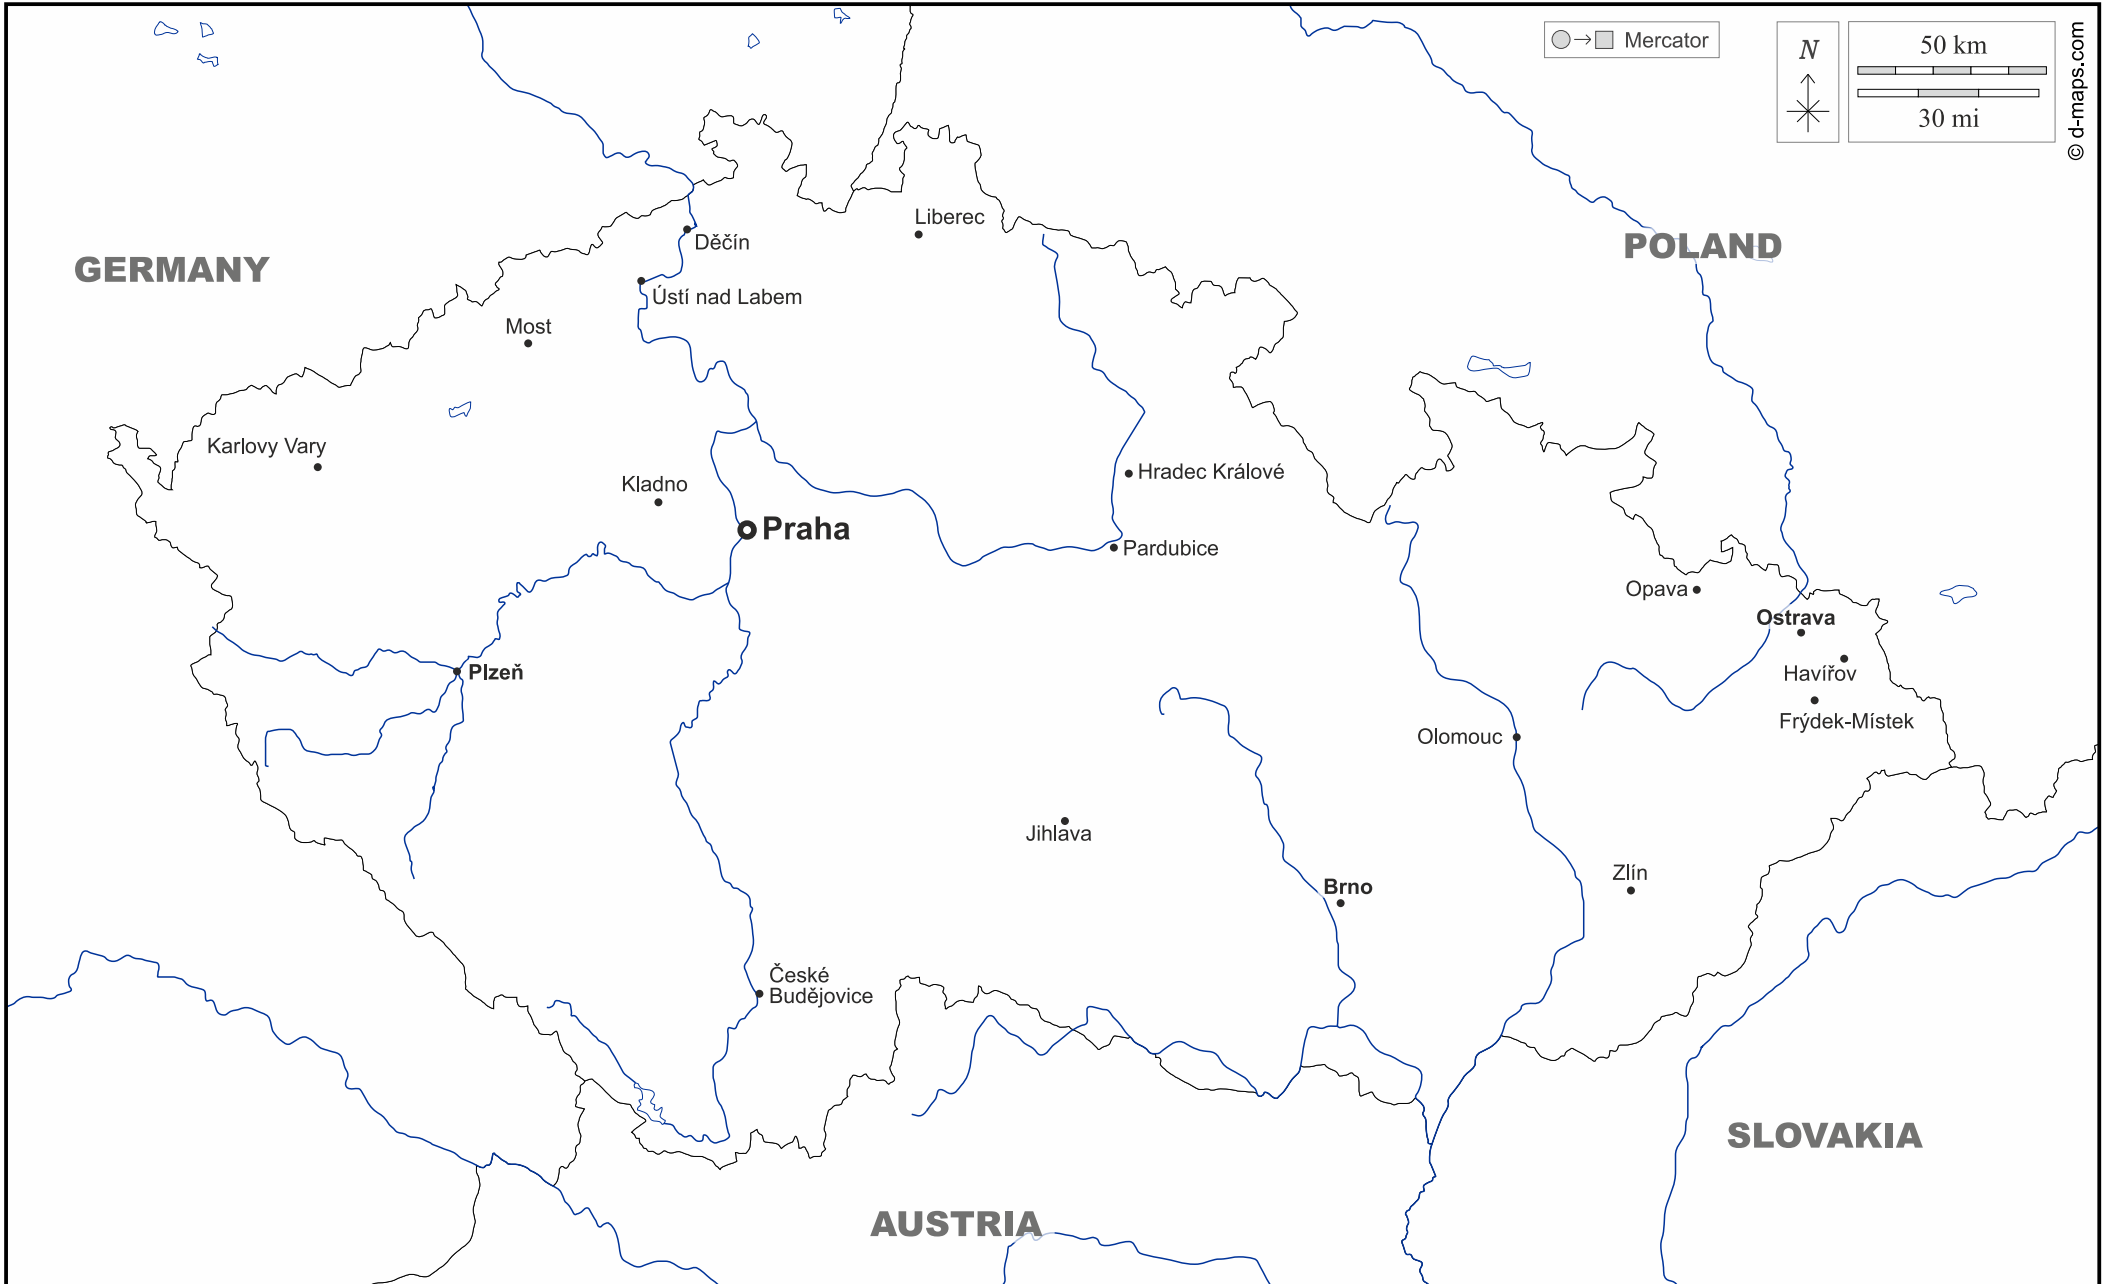 Mercator
N
50 km
30 mi
© d-maps.com
Liberec
Děčín
POLAND
GERMANY
Ústí nad Labem
Most
Karlovy Vary
Hradec Králové
Kladno
Praha
Pardubice
Opava
Ostrava
Plzeň
Havířov
Frýdek-Místek
Olomouc
Jihlava
Zlín
Brno
České
Budějovice
SLOVAKIA
AUSTRIA